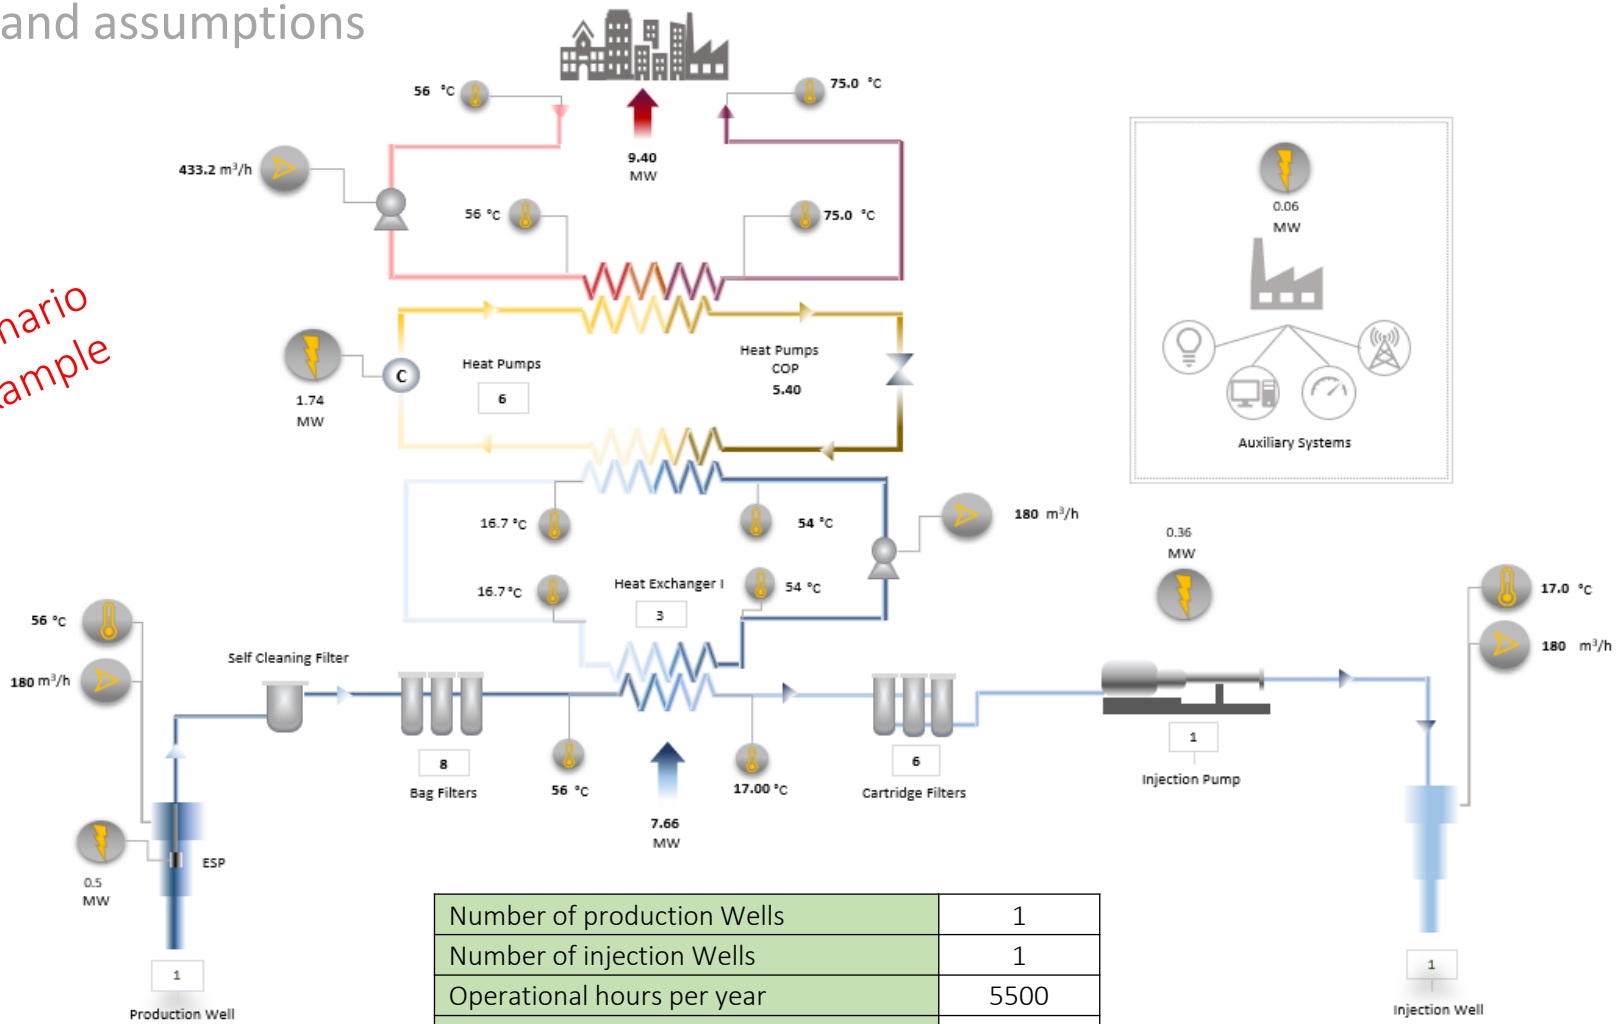 and assumptions
56 °C
75.0 °C
433.2 m³/h
9.40
MW
56 °C
75.0 °C
0.06
MW
Heat Pumps
6
Heat Pumps
COP
5.40
C
1.74
MW
Auxiliary Systems
16.7 °C
54 °C
180 m³/h
0.36
MW
16.7 °C
Heat Exchanger I
3
54 °C
56 °C
180 m³/h
17.0 °C
180 m³/h
Self Cleaning Filter
8
Bag Filters
56 °C
17.00 °C
6
Cartridge Filters
1
Injection Pump
7.66
MW
ESP
0.5
MW
1
Production Well
1
Injection Well
Number of production Wells 1
Number of injection Wells 1
Operational hours per year 5500